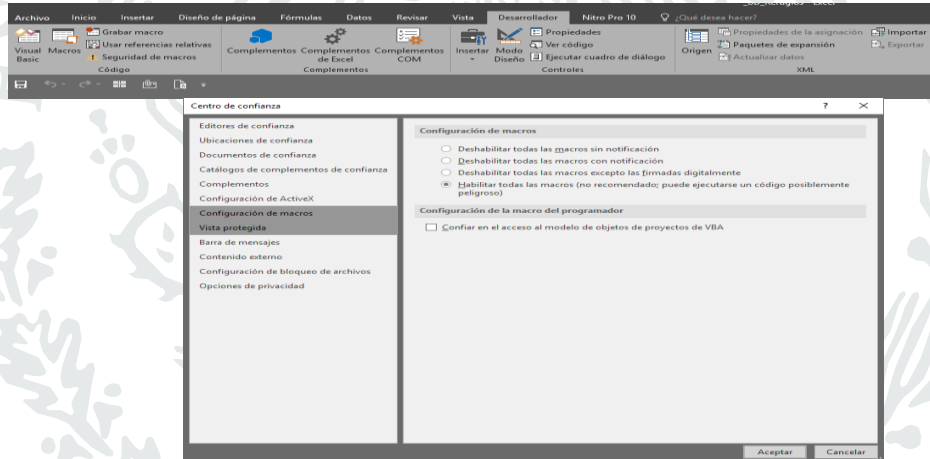 Archivo Inicio Insertar Diseño de página Fórmulas Datos Revisar Vista Desarrollador Nitro Pro 10 ¿Qué desea hacer?
Visual Basic
Macros
Grabar macro
Usar referencias relativas
Seguridad de macros
Código
Complementos
Complementos de Excel
Complementos COM
Complementos
Insertar
Modo Diseño
Propiedades
Ver código
Ejecutar cuadro de diálogo
Controles
Origen
Propiedades de la asignación
Paquetes de expansión
Actualizar datos
Importar
Exportar
XML
Centro de confianza ?
Editores de confianza
Ubicaciones de confianza
Documentos de confianza
Catálogos de complementos de confianza
Complementos
Configuración de ActiveX
Configuración de macros
Vista protegida
Barra de mensajes
Contenido externo
Configuración de bloqueo de archivos
Opciones de privacidad
Configuración de macros
Deshabilitar todas las macros sin notificación
Deshabilitar todas las macros con notificación
Deshabilitar todas las macros excepto las firmadas digitalmente
Habilitar todas las macros (no recomendado; puede ejecutarse un código posiblemente
peligroso)
Configuración de la macro del programador
Confiar en el acceso al modelo de objetos de proyectos de VBA
Aceptar Cancelar